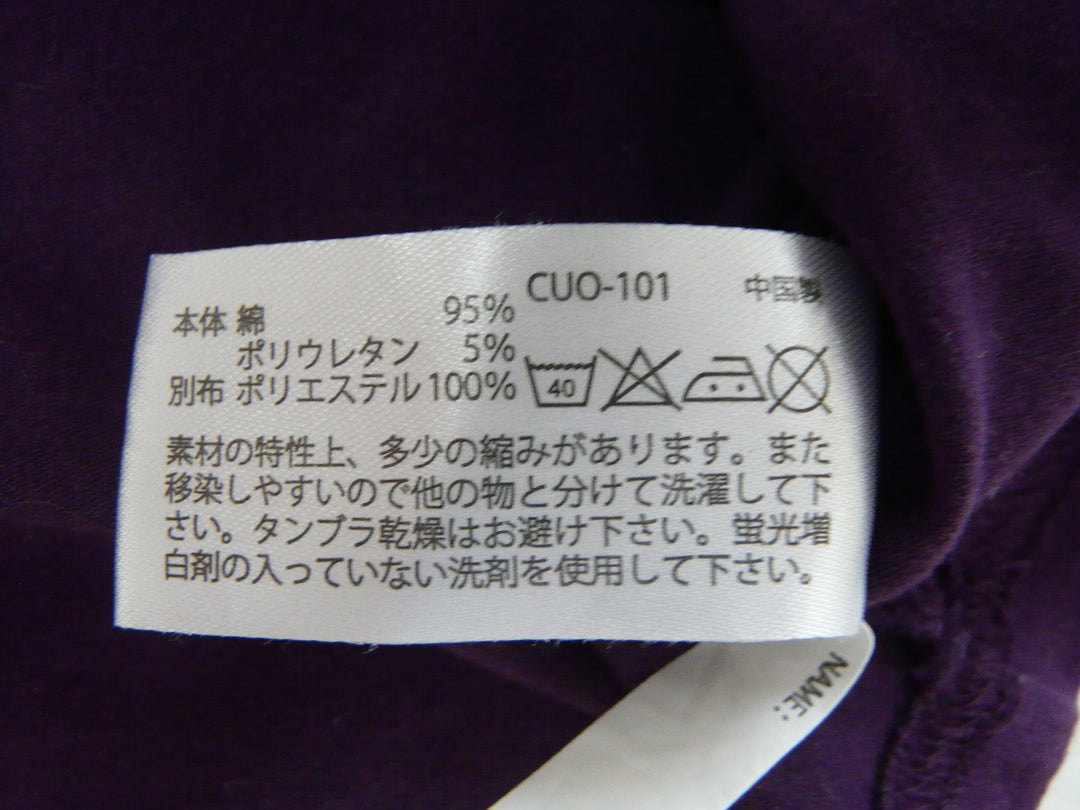 CUO-101 中国製
本体 綿 95%
ポリウレタン 5%
別布 ポリエステル 100%
40
素材の特性上、多少の縮みがあります。また
移染しやすいので他の物と分けて洗濯して下
さい。タンブラ乾燥はお避け下さい。蛍光増
白剤の入っていない洗剤を使用して下さい。
NAME: